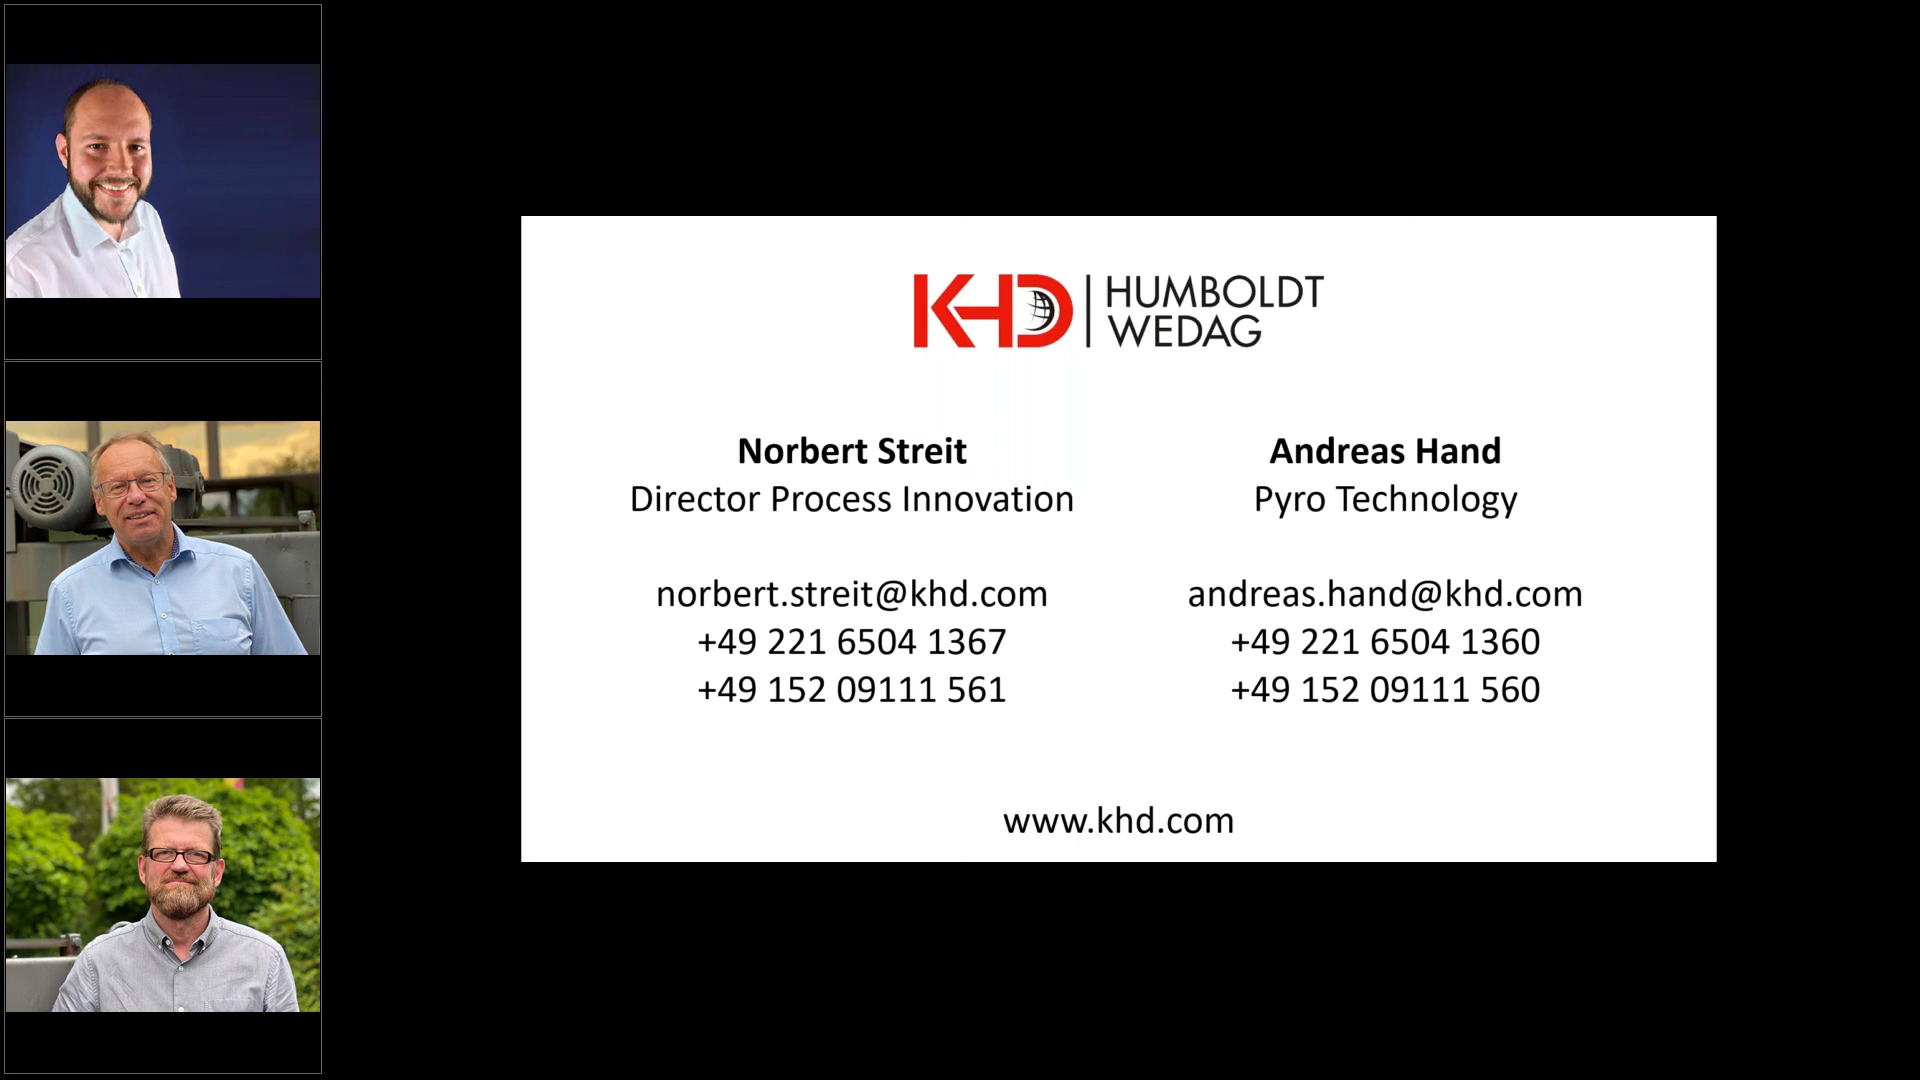 KHD HUMBOLDT
WEDAG
Norbert Streit
Director Process Innovation
norbert.streit@khd.com
+49 221 6504 1367
+49 152 09111 561
Andreas Hand
Pyro Technology
andreas.hand@khd.com
+49 221 6504 1360
+49 152 09111 560
www.khd.com